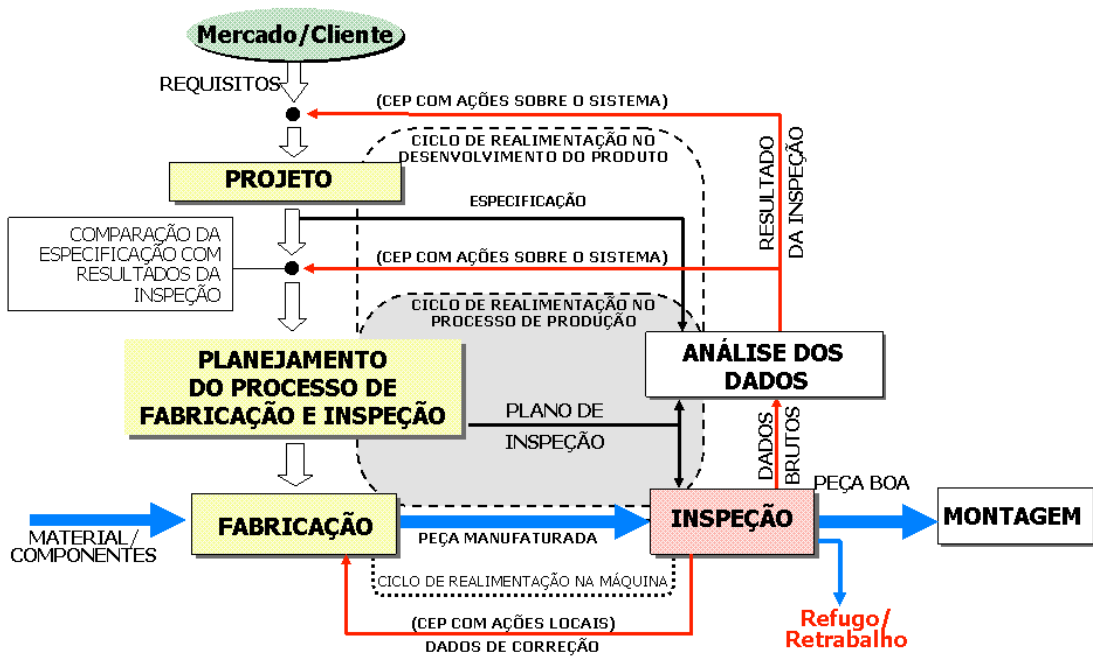 Mercado/Cliente
REQUISITOS
(CEP COM AÇÕES SOBRE O SISTEMA)
CICLO DE REALIMENTAÇÃO NO
DESENVOLVIMENTO DO PRODUTO
RESULTADO
DA INSPEÇÃO
PROJETO
ESPECIFICAÇÃO
COMPARAÇÃO DA
ESPECIFICAÇÃO COM
RESULTADOS DA
INSPEÇÃO
(CEP COM AÇÕES SOBRE O SISTEMA)
CICLO DE REALIMENTAÇÃO NO
PROCESSO DE PRODUÇÃO
PLANEJAMENTO
DO PROCESSO DE
FABRICAÇÃO E INSPEÇÃO
ANÁLISE DOS
DADOS
PLANO DE
INSPEÇÃO
DADOS
BRUTOS
PEÇA BOA
MATERIAL/
COMPONENTES
FABRICAÇÃO
PEÇA MANUFATURADA
INSPEÇÃO
MONTAGEM
CICLO DE REALIMENTAÇÃO NA MÁQUINA
(CEP COM AÇÕES LOCAIS)
DADOS DE CORREÇÃO
Refugo/
Retrabalho